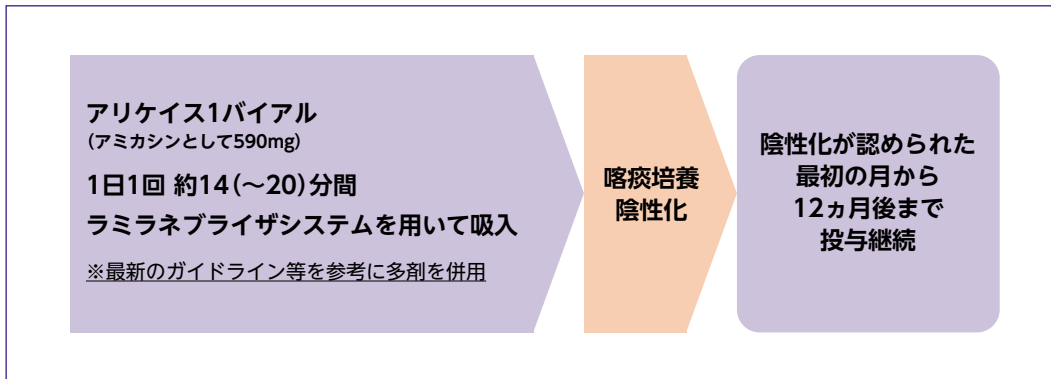 アリケイス1バイアル
(アミカシンとして590mg)
1日1回 約14(～20)分間
ラミラネブライザシステムを用いて吸入
※最新のガイドライン等を参考に多剤を併用
喀痰培養
陰性化
陰性化が認められた
最初の月から
12ヵ月後まで
投与継続